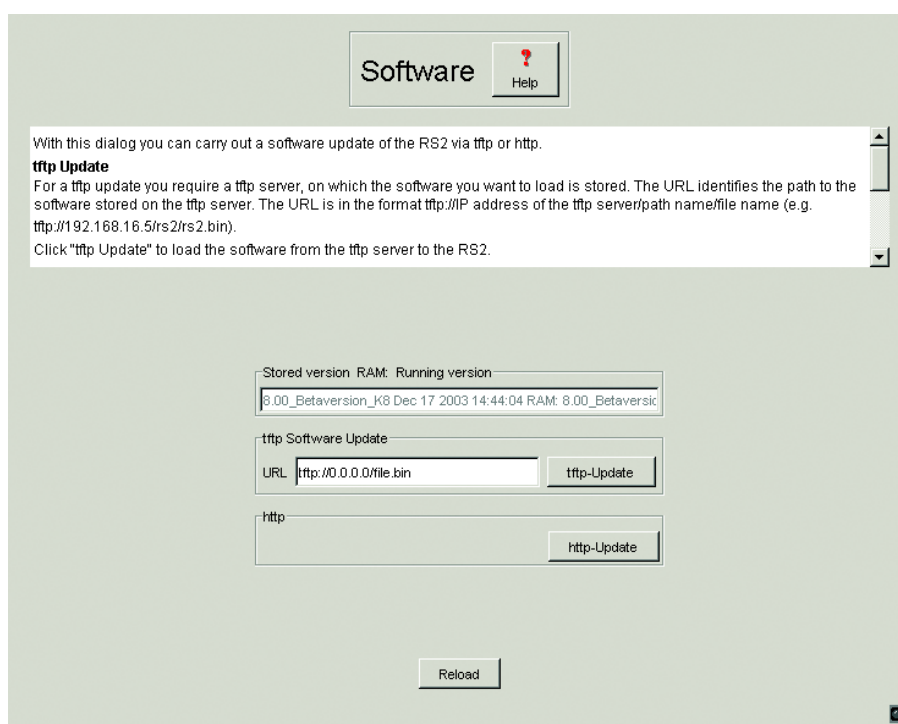 Software
?
Help
With this dialog you can carry out a software update of the RS2 via tftp or http.
tftp Update
For a tftp update you require a tftp server, on which the software you want to load is stored. The URL identifies the path to the
software stored on the tftp server. The URL is in the format tftp://IP address of the tftp server/path name/file name (e.g.
tftp://192.168.16.5/rs2/rs2.bin).
Click "tftp Update" to load the software from the tftp server to the RS2.
Stored version RAM: Running version
8.00_Betaversion_K8 Dec 17 2003 14:44:04 RAM: 8.00_Betaversic
tftp Software Update
URL tftp://0.0.0.0/file.bin tftp-Update
http
http-Update
Reload